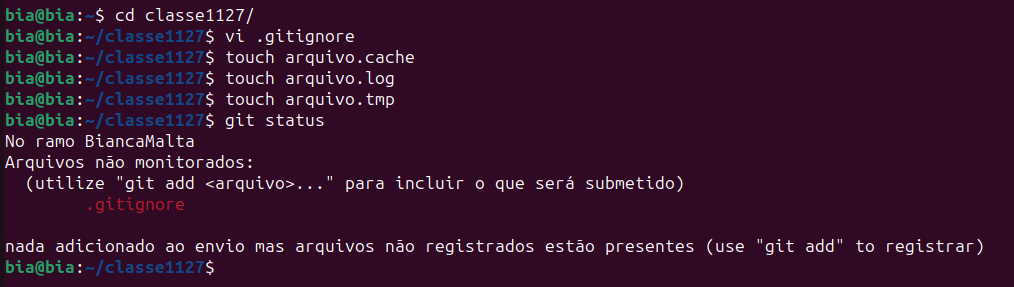 bia@bia:~$ cd classe1127/
bia@bia:~/classe1127$ vi .gitignore
bia@bia:~/classe1127$ touch arquivo.cache
bia@bia:~/classe1127$ touch arquivo.log
bia@bia:~/classe1127$ touch arquivo.tmp
bia@bia:~/classe1127$ git status
No ramo BiancaMalta
Arquivos não monitorados:
  (utilize "git add <arquivo>..." para incluir o que será submetido)
        .gitignore

nada adicionado ao envio mas arquivos não registrados estão presentes (use "git add" to registrar)
bia@bia:~/classe1127$